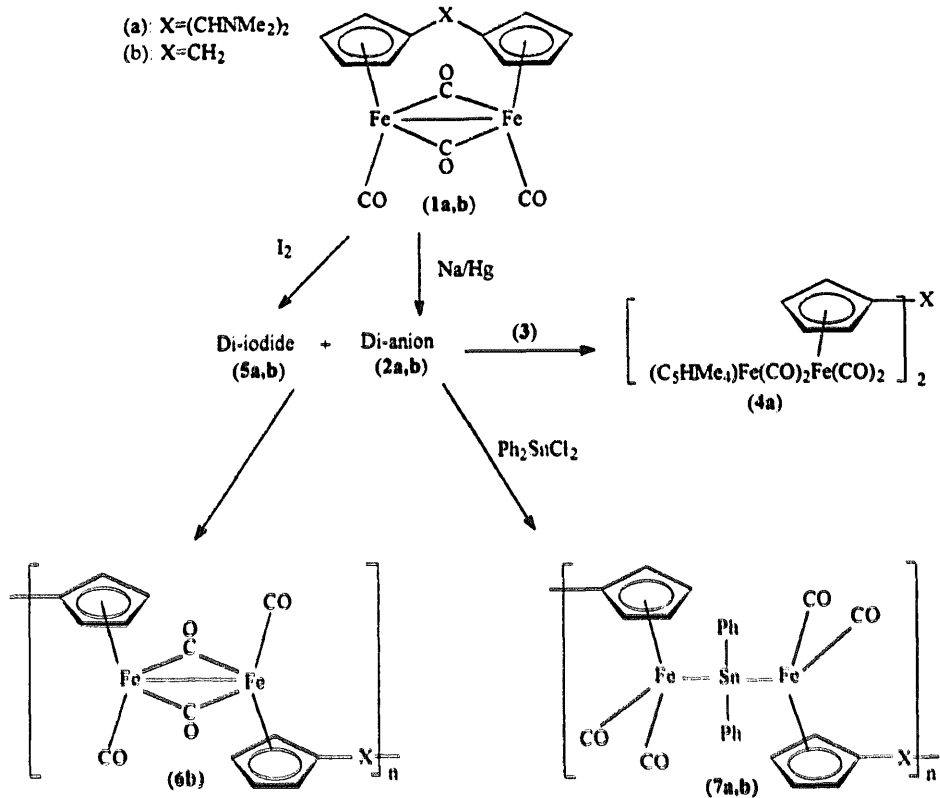 (a): X=(CHNMe₂)₂
(b): X=CH₂
X
O
C
Fe Fe
C
O
CO CO
(1a,b)
I₂
Na/Hg
Di-iodide + Di-anion
(5a,b) (2a,b)
(3)
X
(C₅HMe₄)Fe(CO)₂Fe(CO)₂ 2
(4a)
Ph₂SnCl₂
CO
O
C
Fe Fe
C
O
CO
X
n
(6b)
CO
CO
Ph
Fe Sn Fe
Ph
CO
CO
X
n
(7a,b)